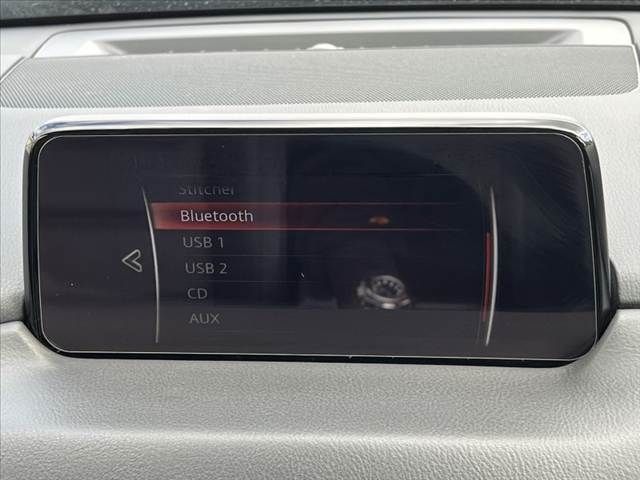 Stitcher
Bluetooth
USB 1
USB 2
CD
AUX